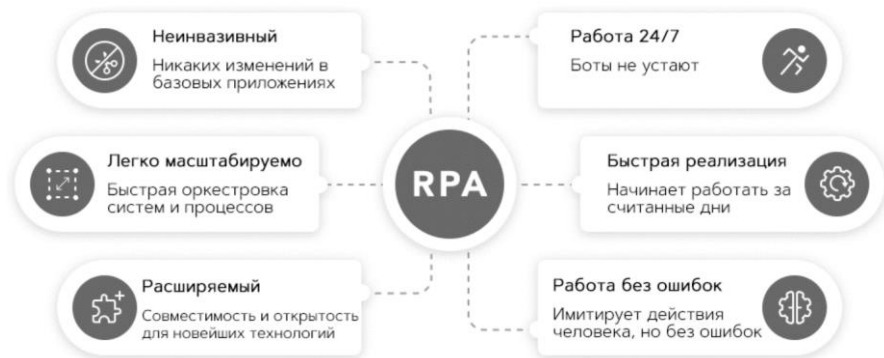 Неинвазивный
Никаких изменений в
базовых приложениях
Легко масштабируемо
Быстрая оркестровка
систем и процессов
Расширяемый
Совместимость и открытость
для новейших технологий
RPA
Работа 24/7
Боты не устают
Быстрая реализация
Начинает работать за
считанные дни
Работа без ошибок
Имитирует действия
человека, но без ошибок